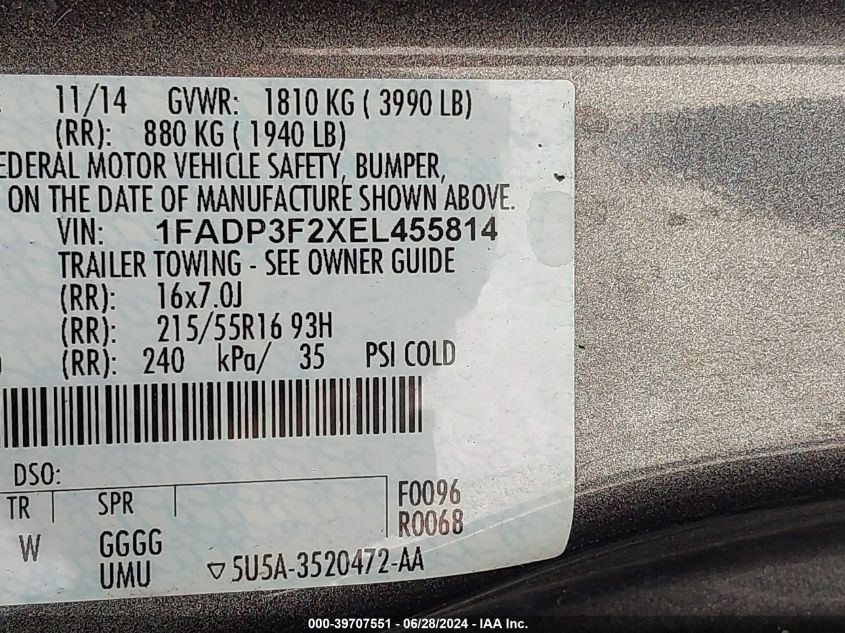 11/14 GVWR: 1810 KG ( 3990 LB)
(RR): 880 KG ( 1940 LB)
EDERAL MOTOR VEHICLE SAFETY, BUMPER,
ON THE DATE OF MANUFACTURE SHOWN ABOVE.
VIN: 1FADP3F2XEL455814
TRAILER TOWING - SEE OWNER GUIDE
(RR): 16x7.0J
(RR): 215/55R16 93H
(RR): 240 kPa/ 35 PSI COLD
DSO:
TR SPR F0096
R0068
W GGGG
UMU ▽ 5U5A-3520472-AA
000-39707551 - 06/28/2024 - IAA Inc.